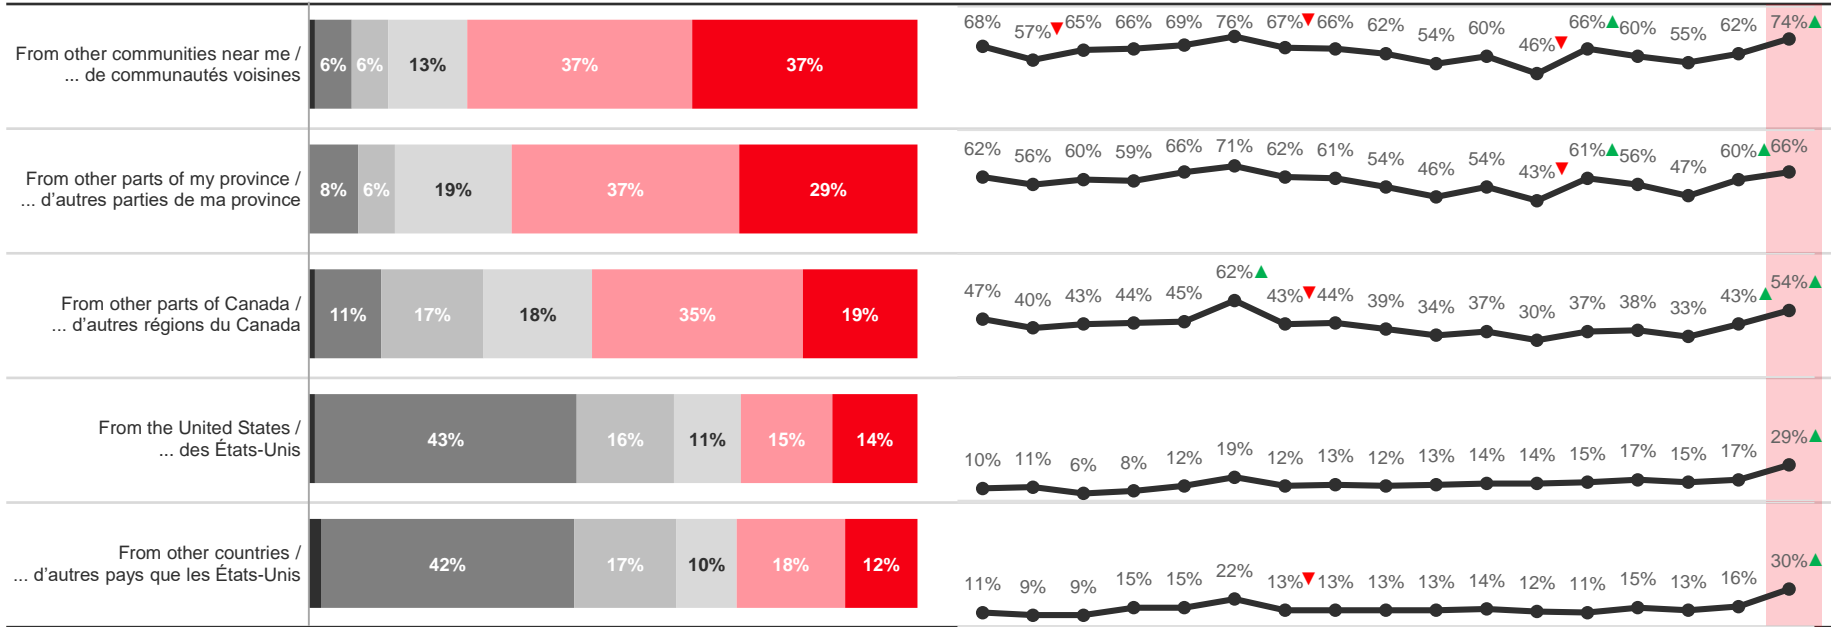 From other communities near me /
... de communautés voisines
6% 6% 13% 37% 37%
68% 57%▼ 65% 66% 69% 76% 67%▼ 66% 62% 54% 60% 46%▼ 66%▲ 60% 55% 62% 74%▲
From other parts of my province /
... d'autres parties de ma province
8% 6% 19% 37% 29%
62% 56% 60% 59% 66% 71% 62% 61% 54% 46% 54% 43%▼ 61%▲ 56% 47% 60%▲ 66%
From other parts of Canada /
... d'autres régions du Canada
11% 17% 18% 35% 19%
47% 40% 43% 44% 45% 62%▲ 43%▼ 44% 39% 34% 37% 30% 37% 38% 33% 43%▲ 54%▲
From the United States /
... des États-Unis
43% 16% 11% 15% 14%
10% 11% 6% 8% 12% 19% 12% 13% 12% 13% 14% 14% 15% 17% 15% 17% 29%▲
From other countries /
... d'autres pays que les États-Unis
42% 17% 10% 18% 12%
11% 9% 9% 15% 15% 22% 13%▼ 13% 13% 13% 14% 12% 11% 15% 13% 16% 30%▲